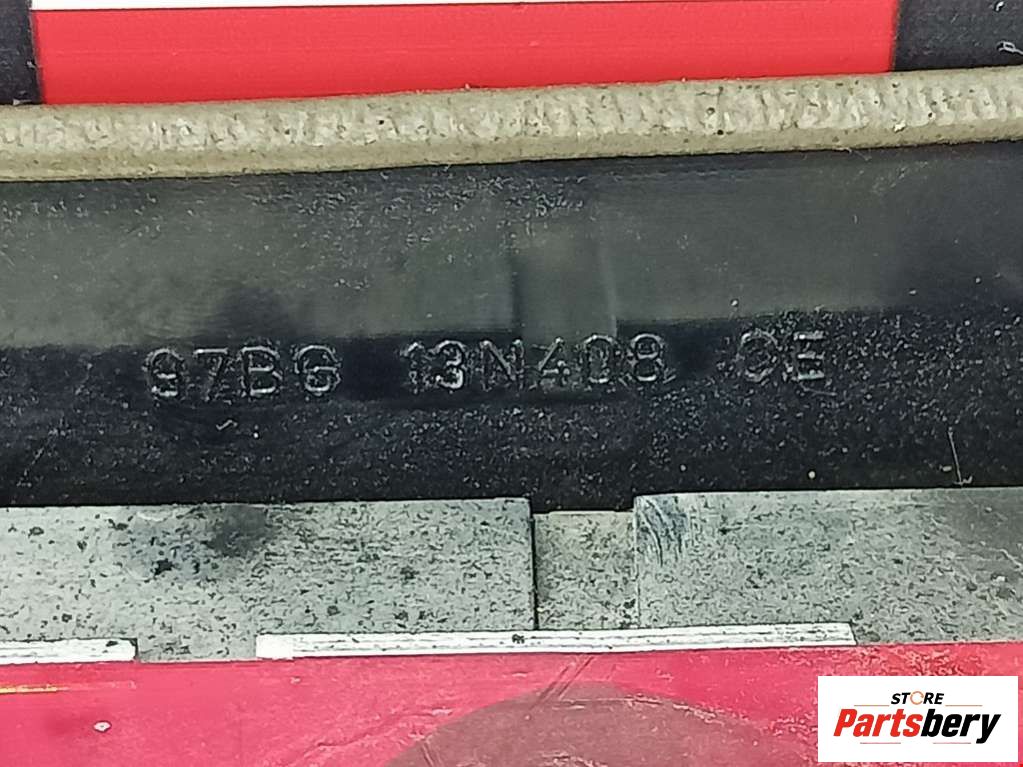 97BG 13N408 CE
STORE
Partsbery